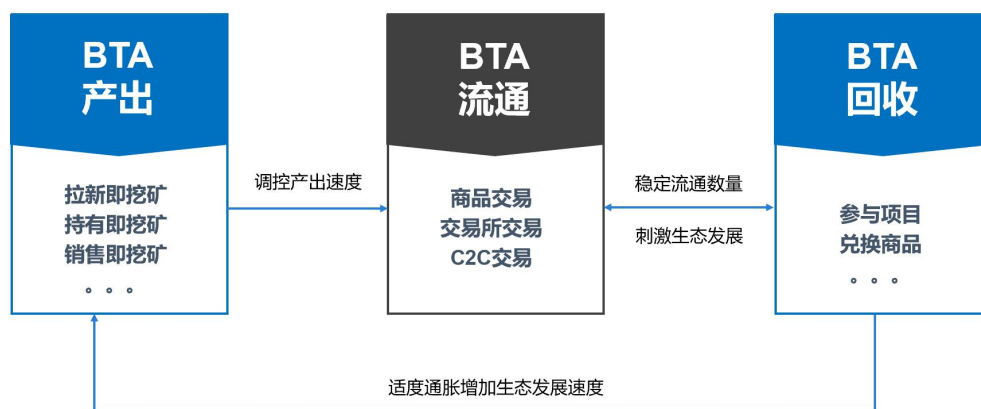 BTA
产出
拉新即挖矿
持有即挖矿
销售即挖矿
。。。
调控产出速度
BTA
流通
商品交易
交易所交易
C2C交易
稳定流通数量
刺激生态发展
BTA
回收
参与项目
兑换商品
。。。
适度通胀增加生态发展速度